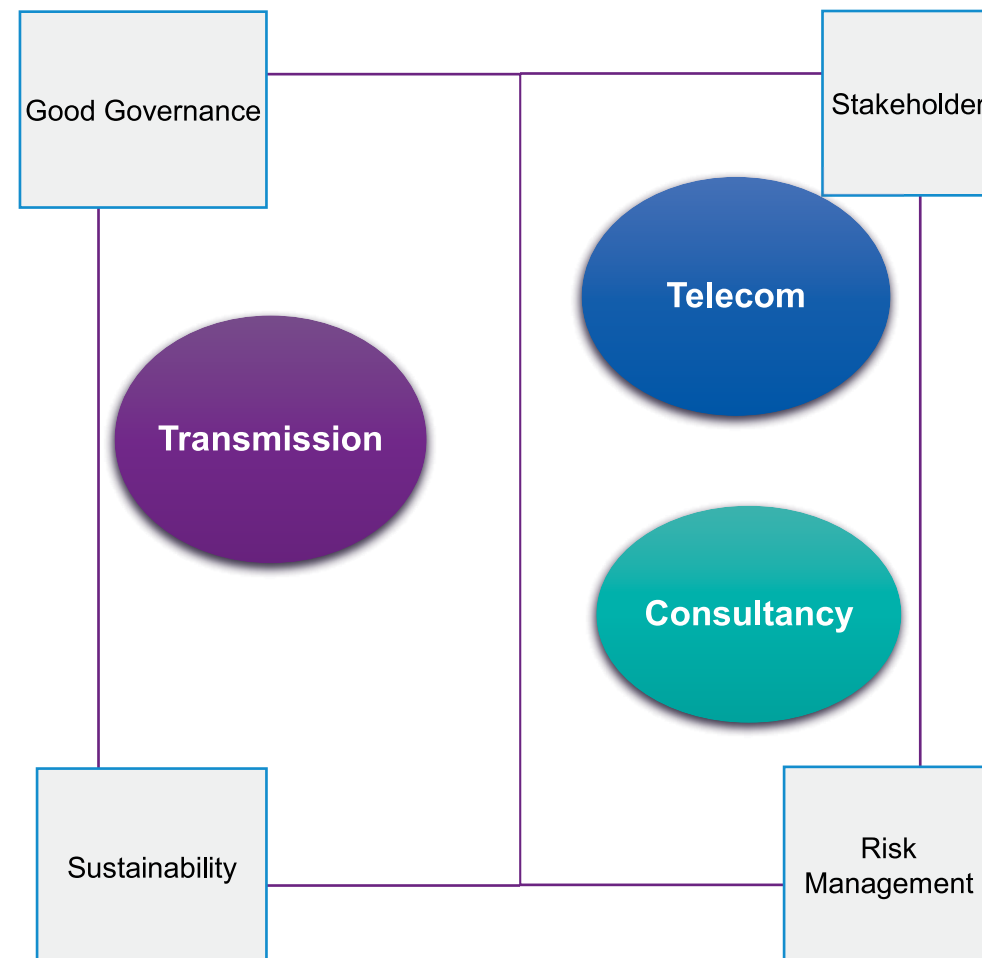 Good Governance
Stakeholder
Telecom
Transmission
Consultancy
Sustainability
Risk
Management